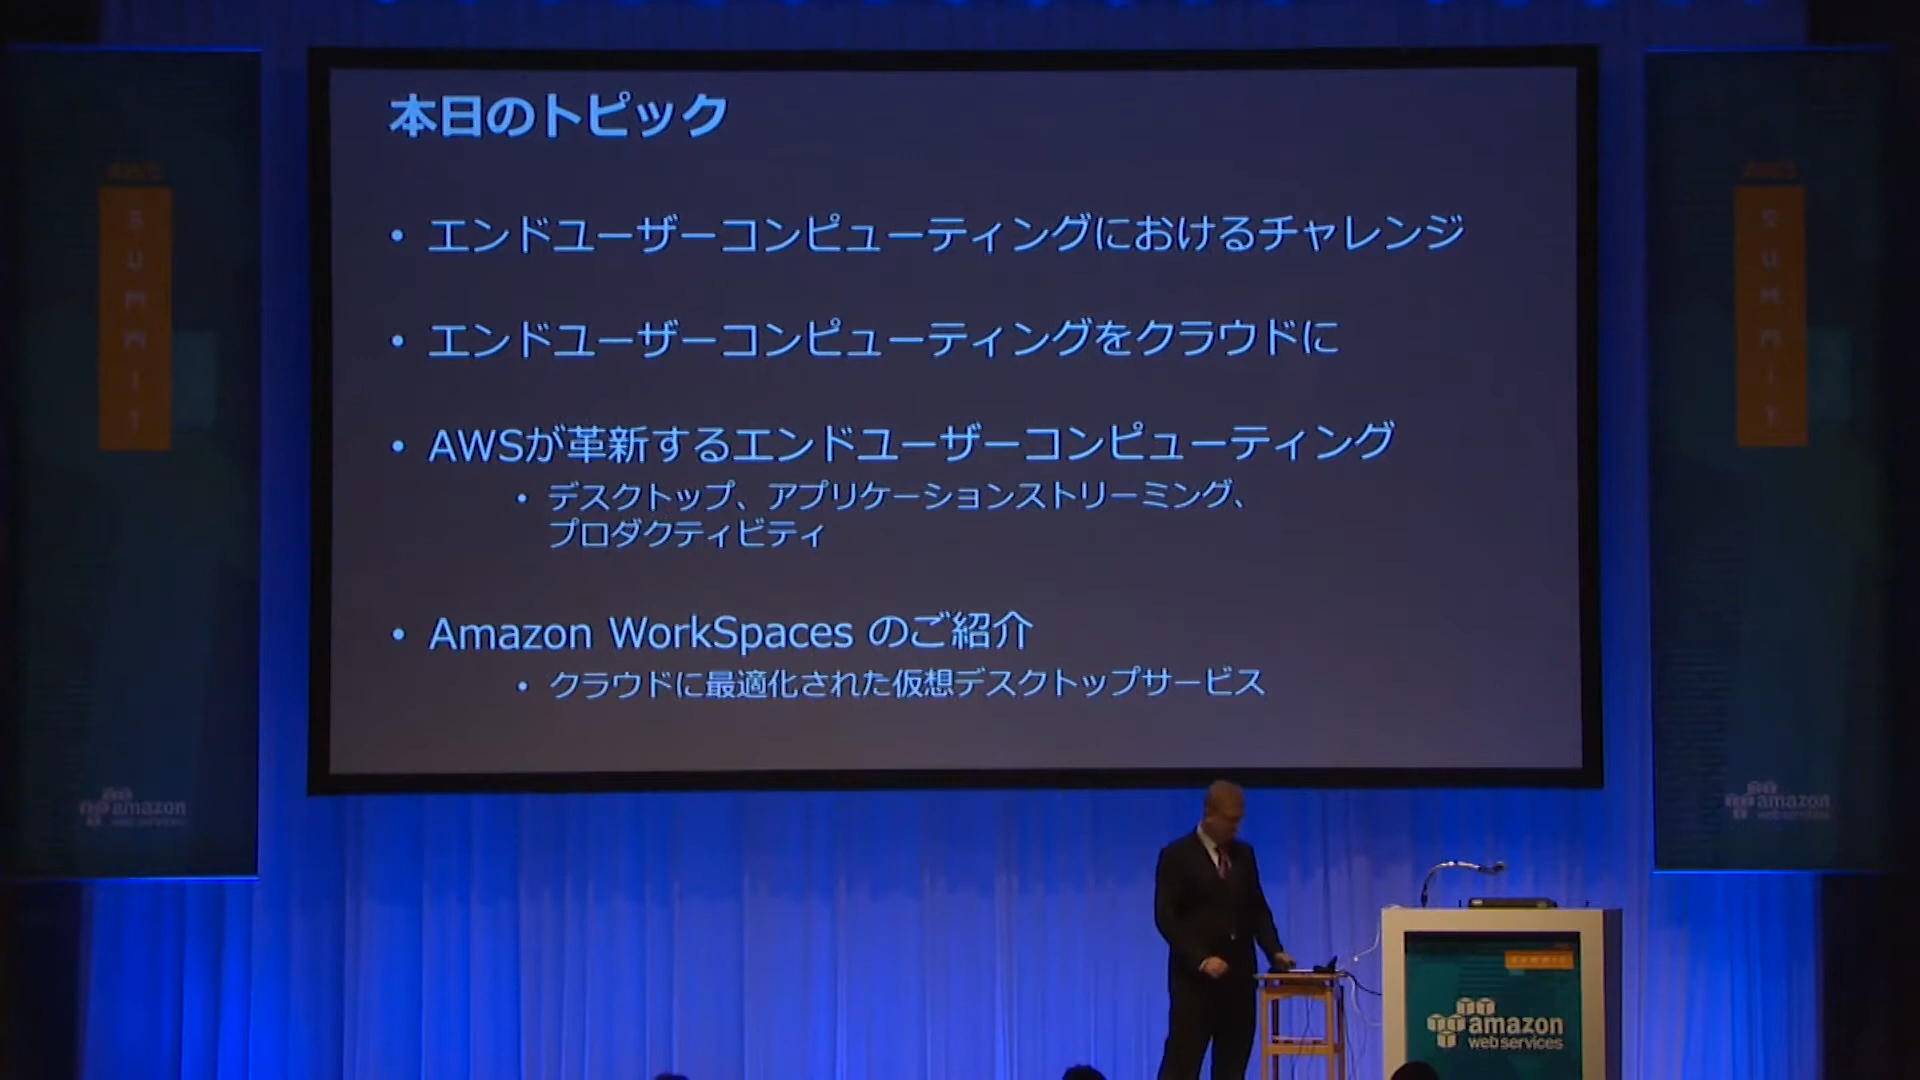 本日のトピック
• エンドユーザーコンピューティングにおけるチャレンジ
• エンドユーザーコンピューティングをクラウドに
• AWSが革新するエンドユーザーコンピューティング
• デスクトップ、アプリケーションストリーミング、
プロダクティビティ
• Amazon WorkSpaces のご紹介
• クラウドに最適化された仮想デスクトップサービス
SUMMIT
amazon
web services
SUMMIT
amazon
web services
SUMMIT
amazon
web services